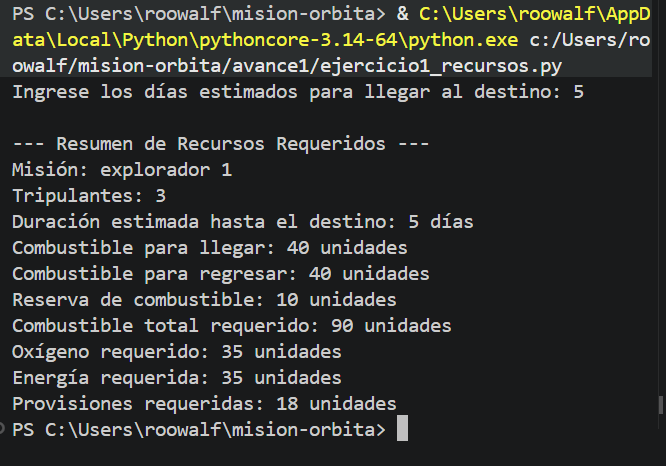 PS C:\Users\roowalf\mision-orbita> & C:\Users\roowalf\AppD
ata\Local\Python\pythoncore-3.14-64\python.exe c:/Users/ro
owalf/mision-orbita/avance1/ejercicio1_recursos.py
Ingrese los días estimados para llegar al destino: 5

--- Resumen de Recursos Requeridos ---
Misión: explorador 1
Tripulantes: 3
Duración estimada hasta el destino: 5 días
Combustible para llegar: 40 unidades
Combustible para regresar: 40 unidades
Reserva de combustible: 10 unidades
Combustible total requerido: 90 unidades
Oxígeno requerido: 35 unidades
Energía requerida: 35 unidades
Provisiones requeridas: 18 unidades
PS C:\Users\roowalf\mision-orbita>